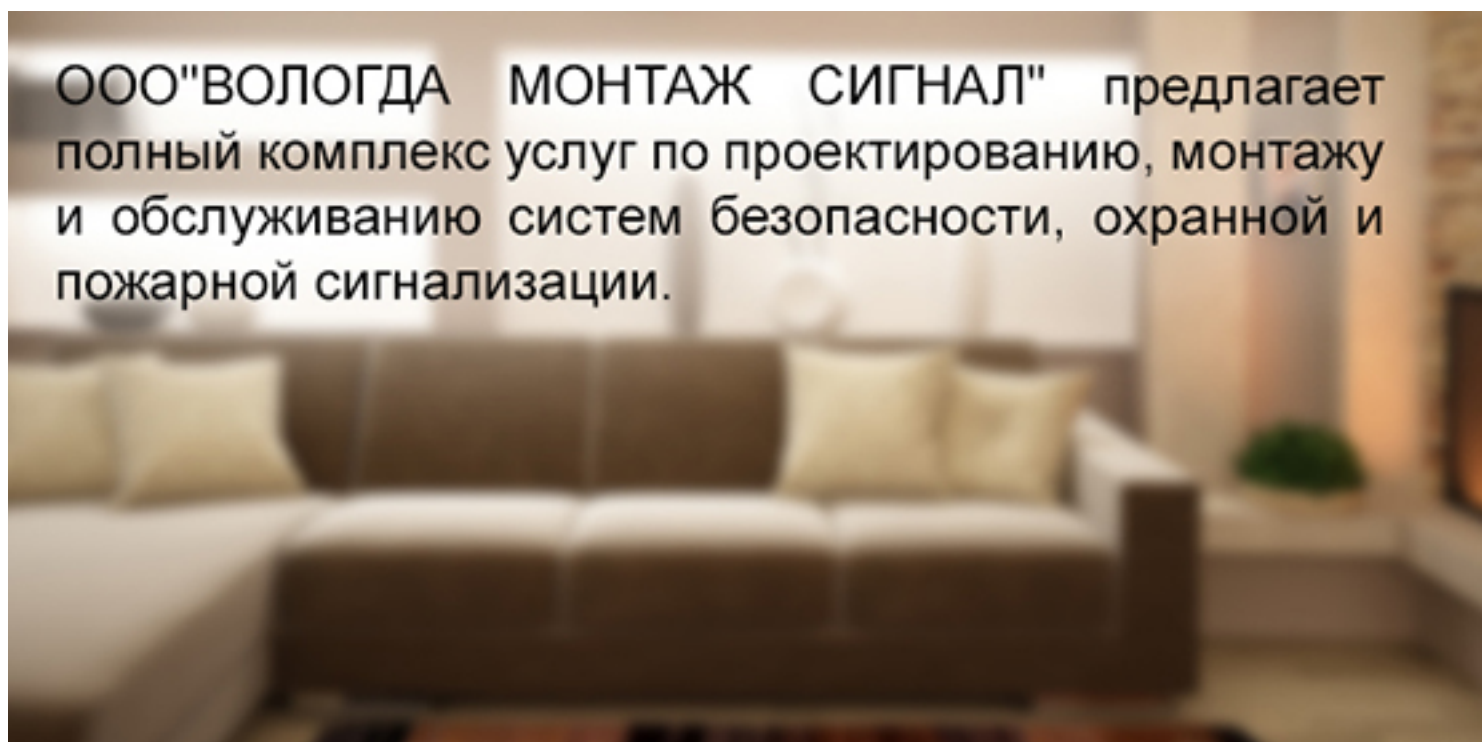 ООО"ВОЛОГДА МОНТАЖ СИГНАЛ" предлагает
полный комплекс услуг по проектированию, монтажу
и обслуживанию систем безопасности, охранной и
пожарной сигнализации.